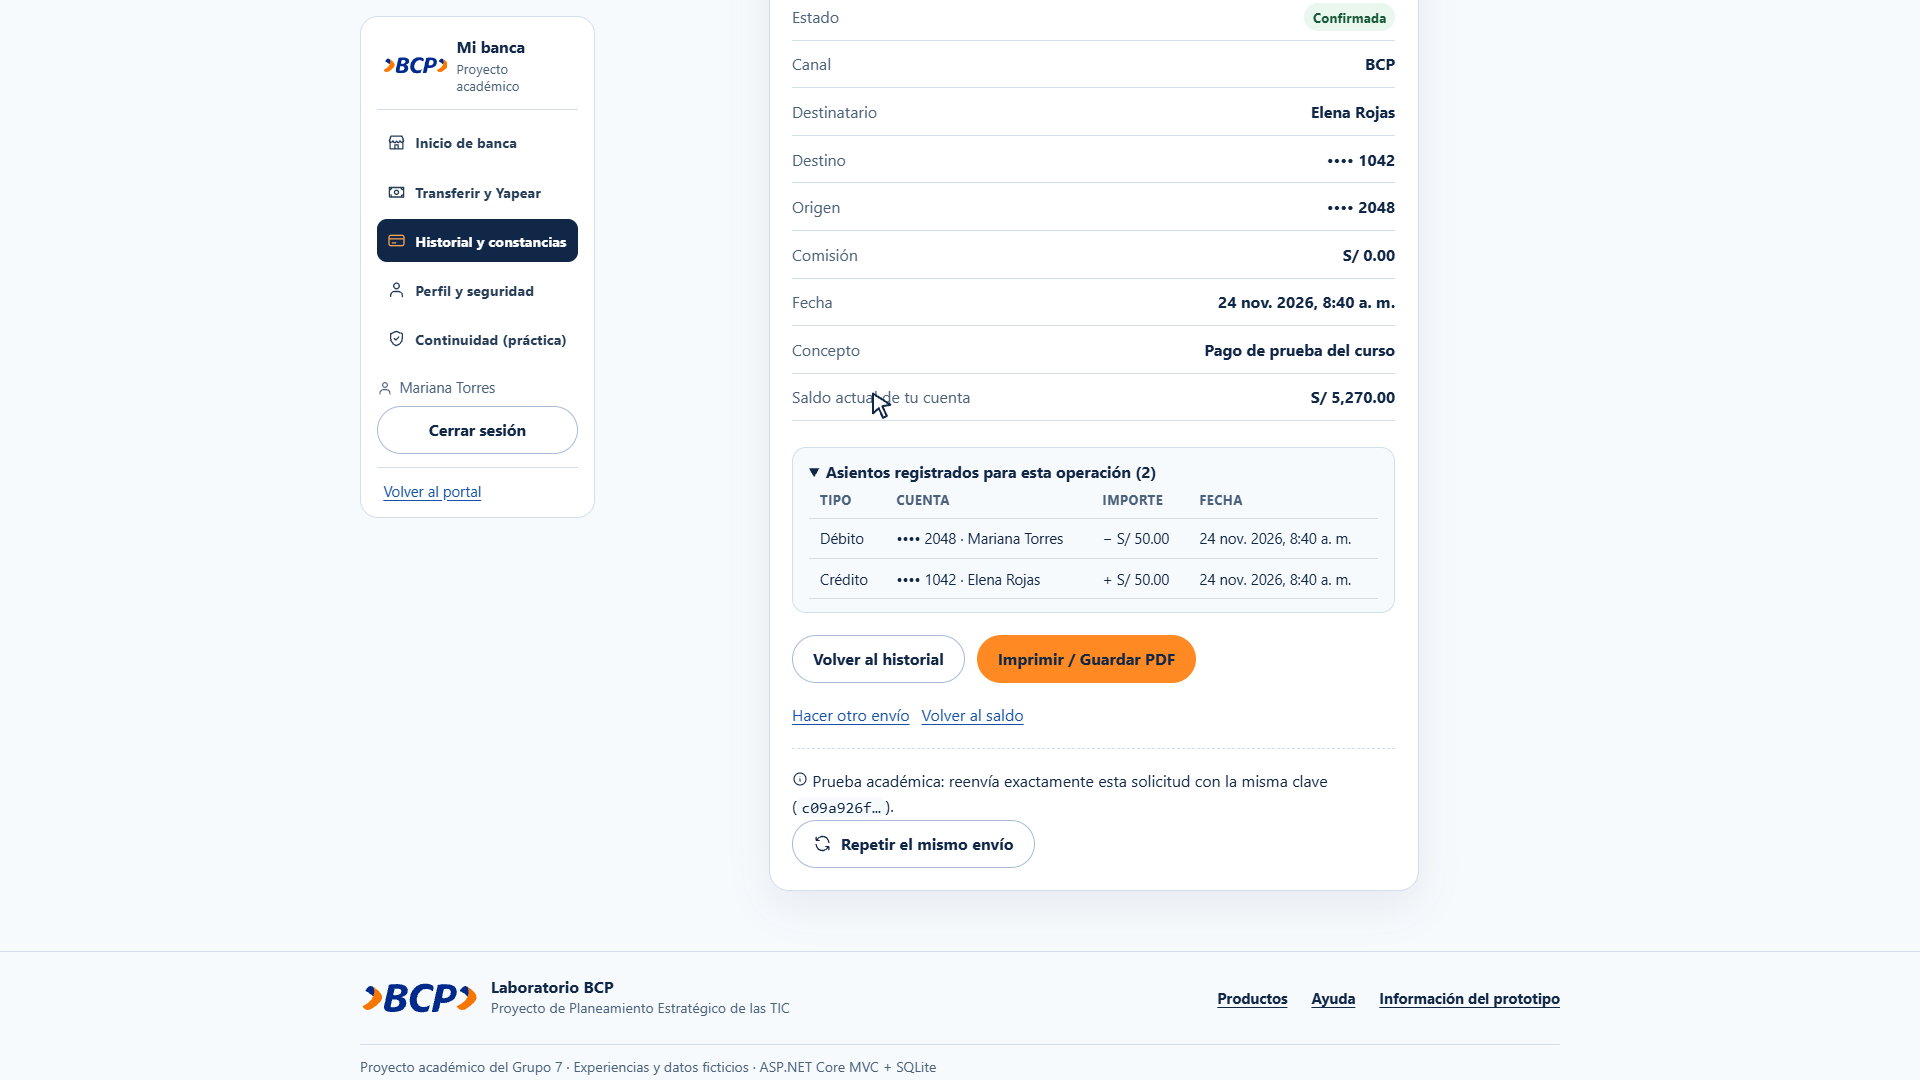 BCP
Mi banca
Proyecto
académico
Inicio de banca
Transferir y Yapear
Historial y constancias
Perfil y seguridad
Continuidad (práctica)
Mariana Torres
Cerrar sesión
Volver al portal
Estado Confirmada
Canal BCP
Destinatario Elena Rojas
Destino •••• 1042
Origen •••• 2048
Comisión S/ 0.00
Fecha 24 nov. 2026, 8:40 a. m.
Concepto Pago de prueba del curso
Saldo actual de tu cuenta S/ 5,270.00
▼ Asientos registrados para esta operación (2)
TIPO CUENTA IMPORTE FECHA
Débito •••• 2048 · Mariana Torres − S/ 50.00 24 nov. 2026, 8:40 a. m.
Crédito •••• 1042 · Elena Rojas + S/ 50.00 24 nov. 2026, 8:40 a. m.
Volver al historial Imprimir / Guardar PDF
Hacer otro envío Volver al saldo
Prueba académica: reenvía exactamente esta solicitud con la misma clave
( c09a926f… ).
Repetir el mismo envío
BCP
Laboratorio BCP
Proyecto de Planeamiento Estratégico de las TIC
Productos Ayuda Información del prototipo
Proyecto académico del Grupo 7 · Experiencias y datos ficticios · ASP.NET Core MVC + SQLite